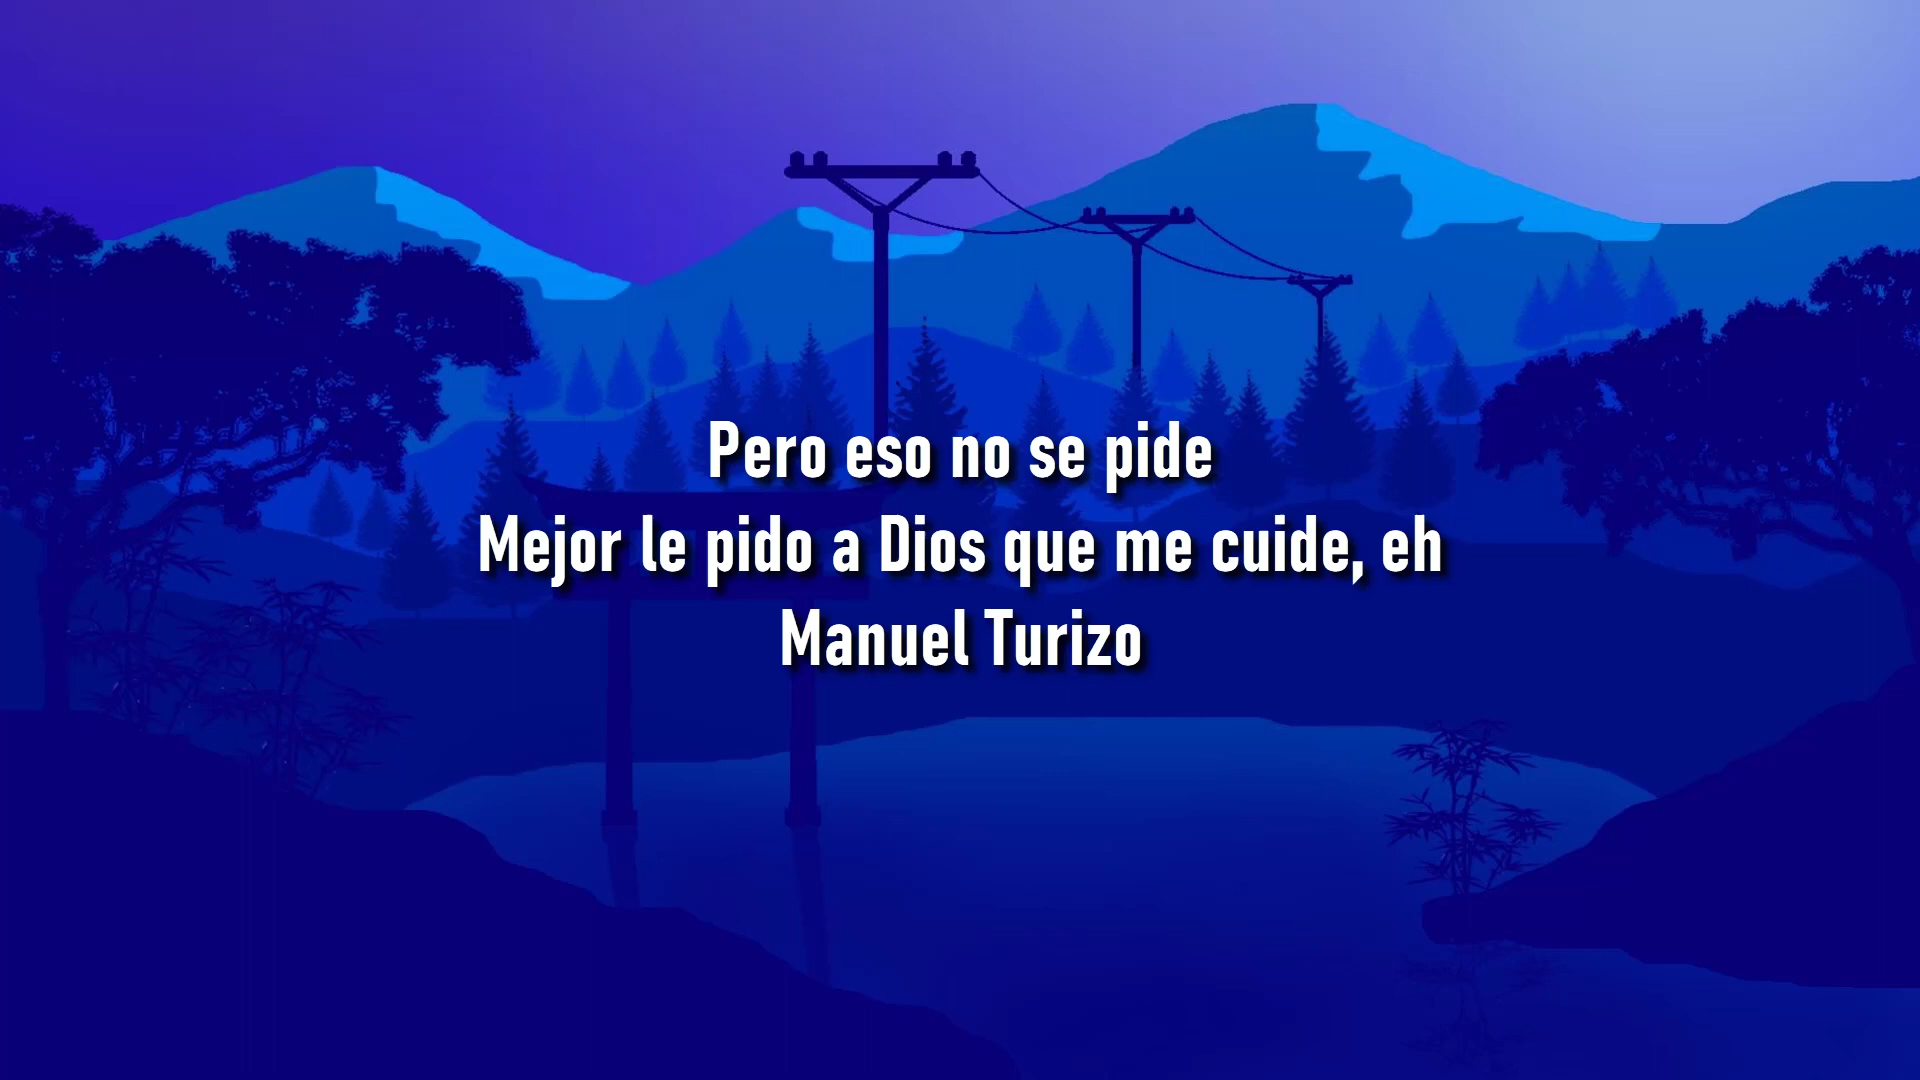 Pero eso no se pide
Mejor le pido a Dios que me cuide, eh
Manuel Turizo